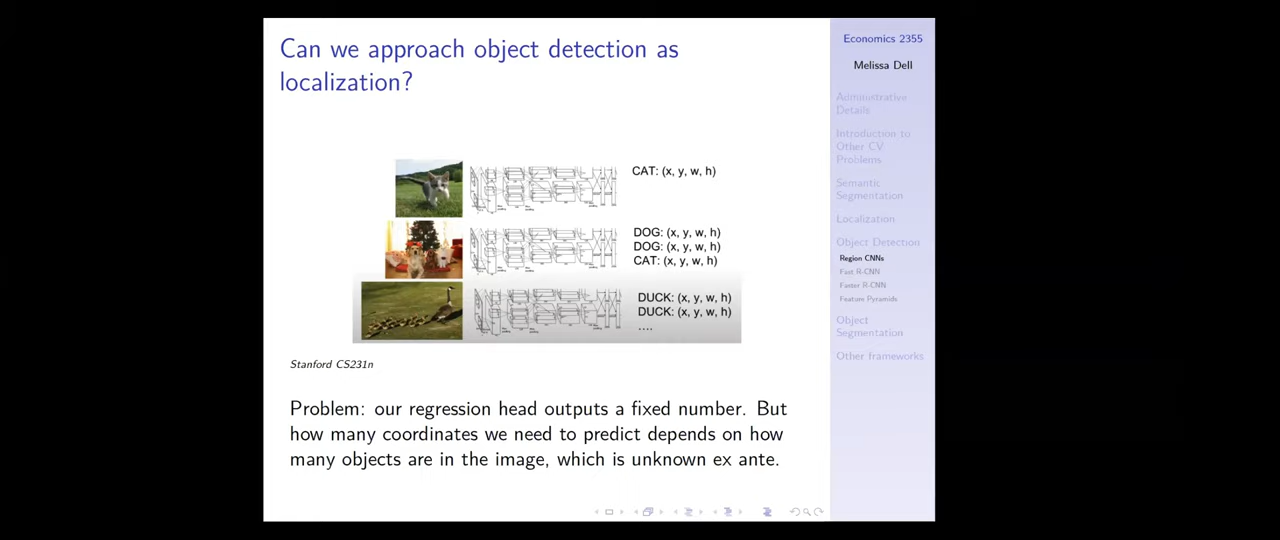 Can we approach object detection as
localization?
CAT: (x, y, w, h)
DOG: (x, y, w, h)
DOG: (x, y, w, h)
CAT: (x, y, w, h)
DUCK: (x, y, w, h)
DUCK: (x, y, w, h)
....
Stanford CS231n
Problem: our regression head outputs a fixed number. But
how many coordinates we need to predict depends on how
many objects are in the image, which is unknown ex ante.
Economics 2355
Melissa Dell
Administrative
Details
Introduction to
Other CV
Problems
Semantic
Segmentation
Localization
Object Detection
Region CNNs
Fast R-CNN
Faster R-CNN
Feature Pyramids
Object
Segmentation
Other frameworks